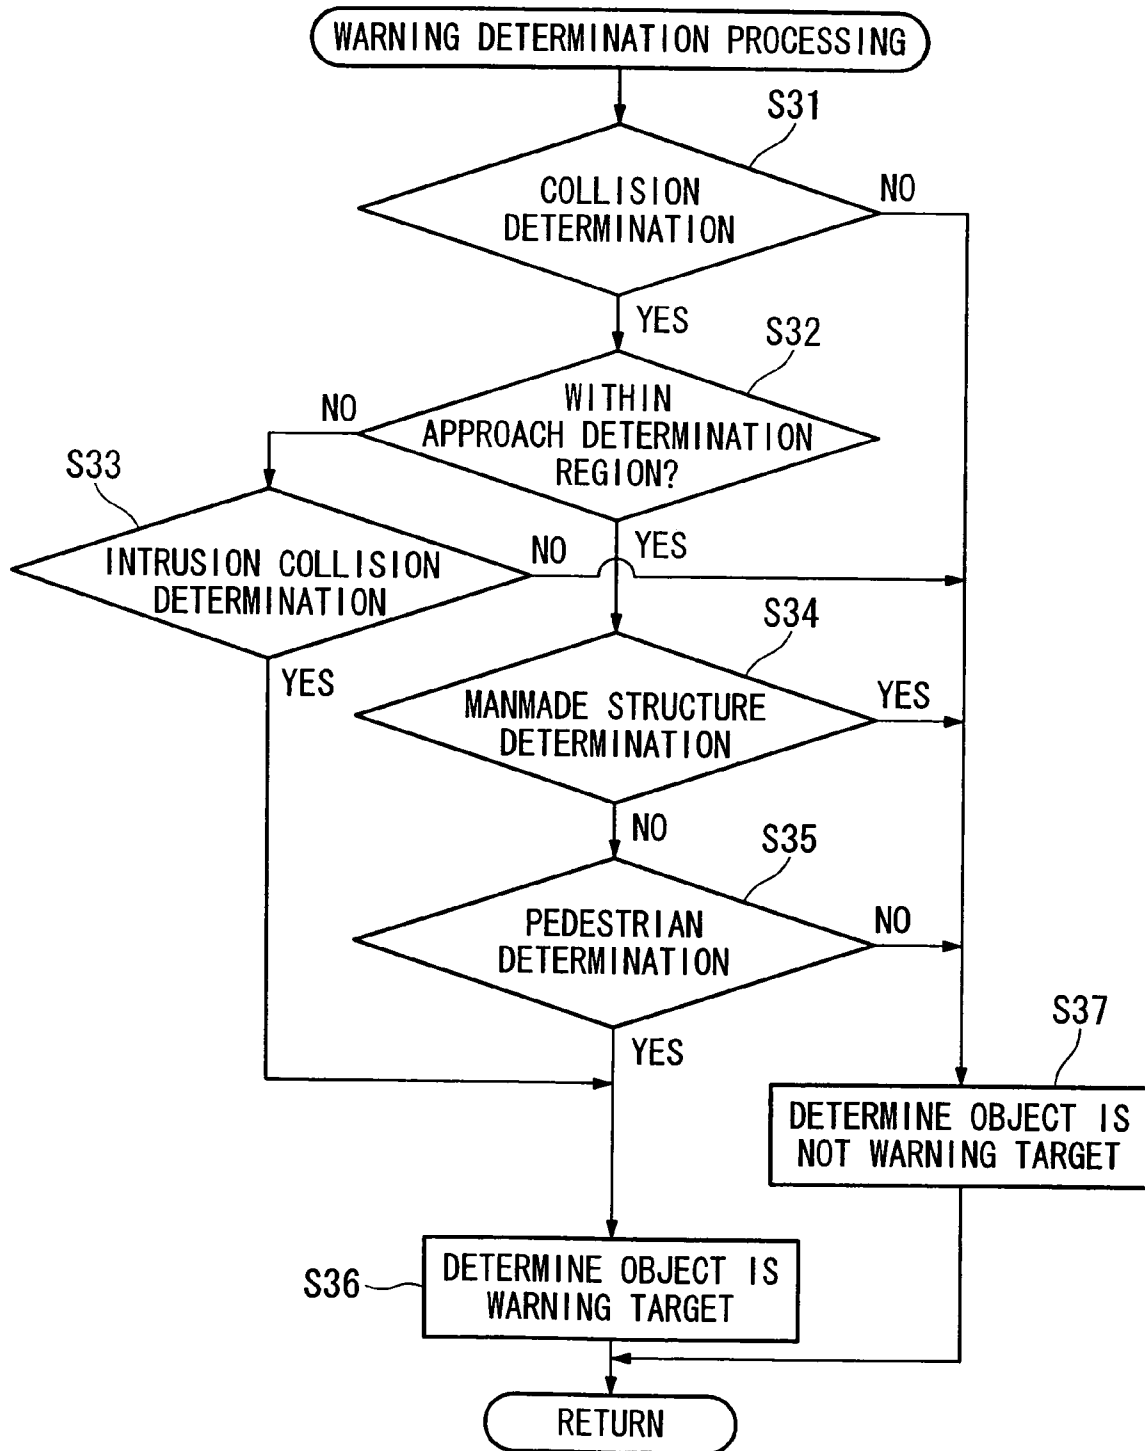 WARNING DETERMINATION PROCESSING
S31
COLLISION
DETERMINATION
NO
YES
S32
WITHIN
APPROACH DETERMINATION
REGION?
NO
YES
S33
INTRUSION COLLISION
DETERMINATION
NO
YES
S34
MANMADE STRUCTURE
DETERMINATION
YES
NO
S35
PEDESTRIAN
DETERMINATION
NO
YES
S37
DETERMINE OBJECT IS
NOT WARNING TARGET
S36
DETERMINE OBJECT IS
WARNING TARGET
RETURN